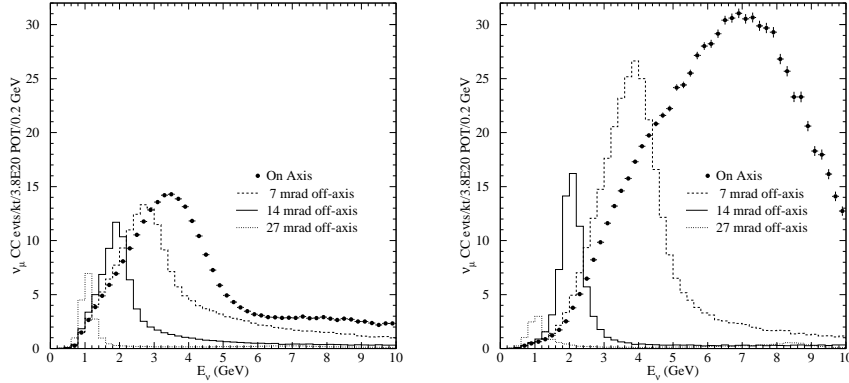 ν_μ CC evts/kt/3.8E20 POT/0.2 GeV
30
25
20
15
10
5
0
On Axis
7 mrad off-axis
14 mrad off-axis
27 mrad off-axis
0 1 2 3 4 5 6 7 8 9 10
E_ν (GeV)
ν_μ CC evts/kt/3.8E20 POT/0.2 GeV
30
25
20
15
10
5
0
On Axis
7 mrad off-axis
14 mrad off-axis
27 mrad off-axis
0 1 2 3 4 5 6 7 8 9 10
E_ν (GeV)